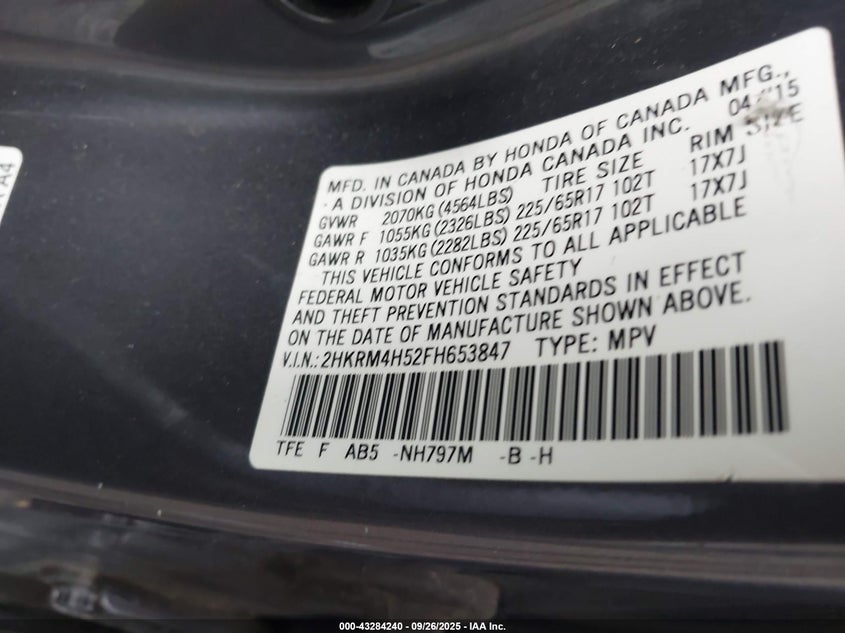 MFD. IN CANADA BY HONDA OF CANADA MFG.,
A DIVISION OF HONDA CANADA INC. 04/15
GVWR 2070KG(4564LBS) TIRE SIZE RIM SIZE
GAWR F 1055KG(2326LBS) 225/65R17 102T 17X7J
GAWR R 1035KG(2282LBS) 225/65R17 102T 17X7J
THIS VEHICLE CONFORMS TO ALL APPLICABLE
FEDERAL MOTOR VEHICLE SAFETY
AND THEFT PREVENTION STANDARDS IN EFFECT
ON THE DATE OF MANUFACTURE SHOWN ABOVE.
V.I.N.: 2HKRM4H52FH653847 TYPE: MPV
TFE F AB5 -NH797M -B -H
000-43284240 - 09/26/2025 - IAA Inc.